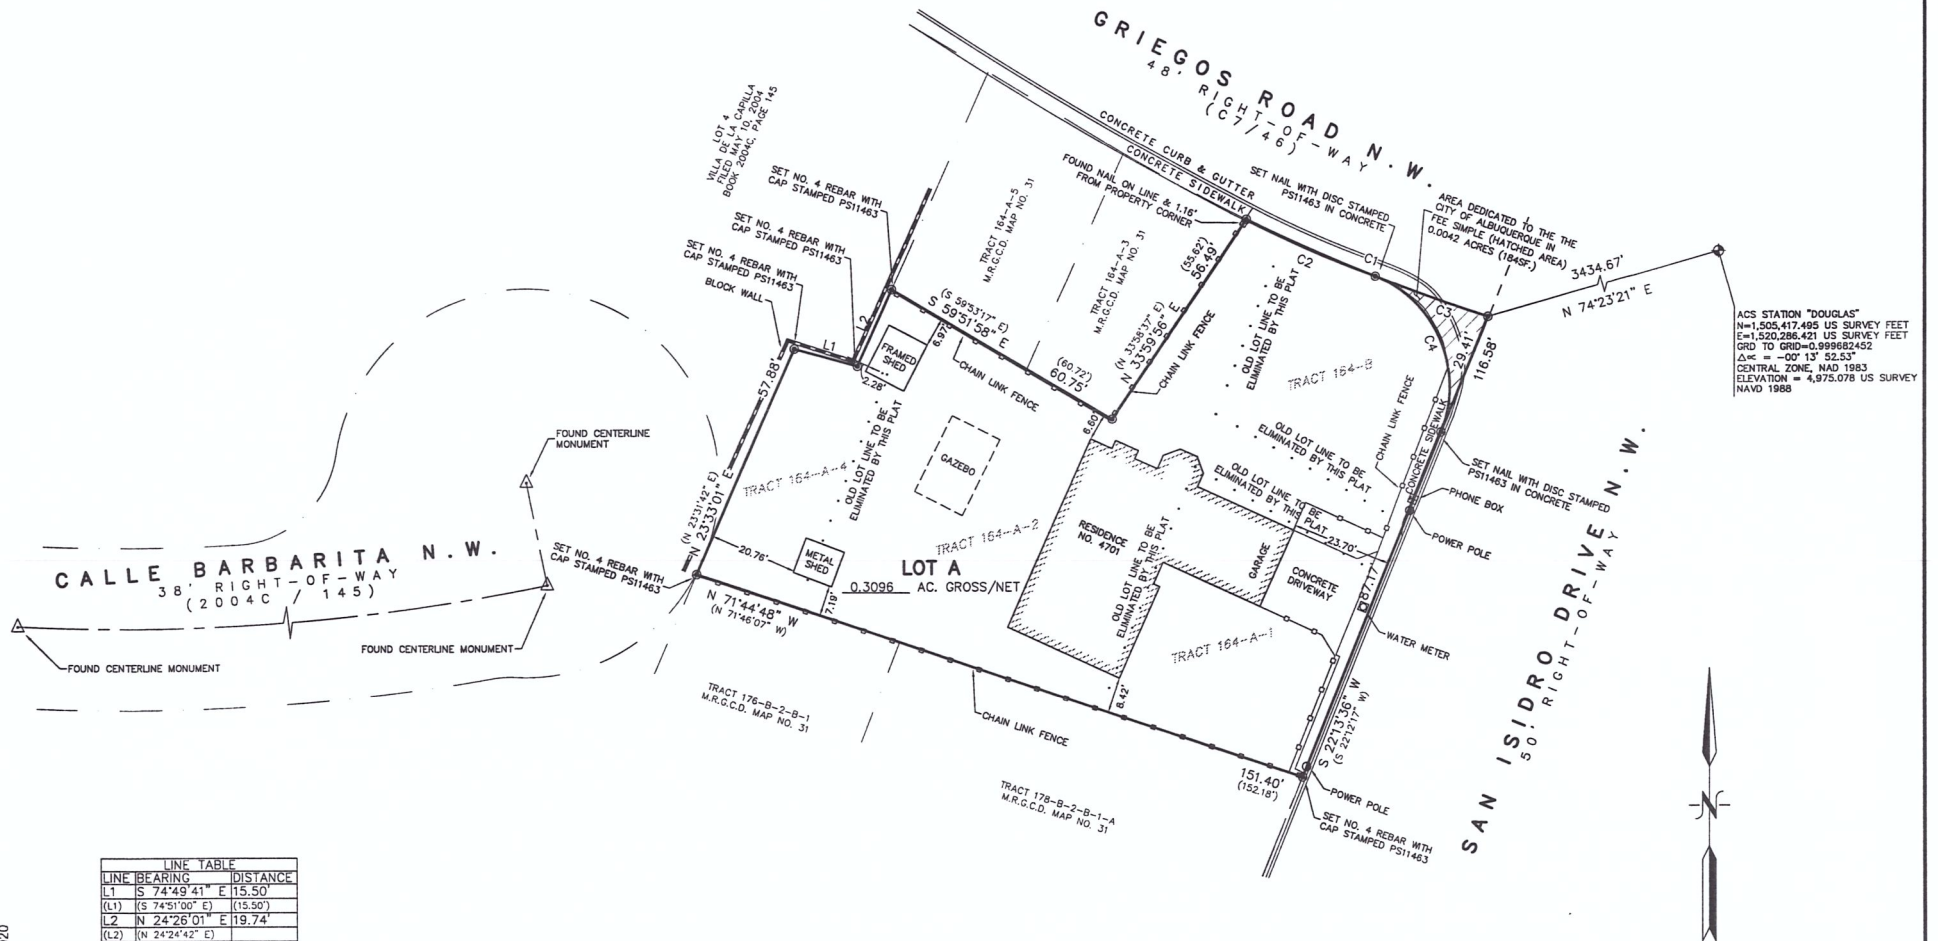 GRIEGOS ROAD N.W.
48' RIGHT-OF-WAY
(C7/46)
LOT 4
VILLA DE LA CAPILLA
FILED MAY 10, 2004
BOOK 2004C, PAGE 145
SET NO. 4 REBAR WITH
CAP STAMPED PS11463
SET NO. 4 REBAR WITH
CAP STAMPED PS11463
SET NO. 4 REBAR WITH
CAP STAMPED PS11463
BLOCK WALL
TRACT 164-A-5
M.R.G.C.D. MAP NO. 31
CONCRETE CURB & GUTTER
CONCRETE SIDEWALK
FOUND NAIL ON LINE & 1.16'
FROM PROPERTY CORNER
SET NAIL WITH DISC STAMPED
PS11463 IN CONCRETE
AREA DEDICATED TO THE THE
CITY OF ALBUQUERQUE IN
FEE SIMPLE (HATCHED AREA)
0.0042 ACRES (184SF.)
3434.67'
N 74°23'21" E
ACS STATION "DOUGLAS"
N=1,505,417.495 US SURVEY FEET
E=1,520,286.421 US SURVEY FEET
GRD TO GRID=0.999682452
Δ∝ = -00° 13' 52.53"
CENTRAL ZONE, NAD 1983
ELEVATION = 4,975.078 US SURVEY
NAVD 1988
TRACT 164-A-3
M.R.G.C.D. MAP NO. 31
(55.62')
56.49'
(N 33°58'37" E)
N 33°59'56" E
CHAIN LINK FENCE
C2
C1
C3
C4
29.41'
116.58'
OLD LOT LINE TO BE
ELIMINATED BY THIS PLAT
TRACT 164-B
L2
L1
(S 59°53'17" E)
S 59°51'58" E
(60.72')
60.75'
6.97'
FRAMED
SHED
2.28'
CHAIN LINK FENCE
57.88'
(N 23°31'42" E)
N 23°33'01" E
TRACT 164-A-4
OLD LOT LINE TO BE
ELIMINATED BY THIS PLAT
GAZEBO
6.60'
OLD LOT LINE TO BE
ELIMINATED BY THIS PLAT
OLD LOT LINE TO BE
ELIMINATED BY THIS PLAT
CHAIN LINK FENCE
CONCRETE SIDEWALK
SET NAIL WITH DISC STAMPED
PS11463 IN CONCRETE
PHONE BOX
POWER POLE
FOUND CENTERLINE
MONUMENT
CALLE BARBARITA N.W.
38' RIGHT-OF-WAY
(2004C / 145)
FOUND CENTERLINE MONUMENT
FOUND CENTERLINE MONUMENT
SET NO. 4 REBAR WITH
CAP STAMPED PS11463
20.76'
METAL
SHED
7.19'
TRACT 164-A-2
RESIDENCE
NO. 4701
OLD LOT LINE TO BE
ELIMINATED BY THIS PLAT
GARAGE
23.70'
CONCRETE
DRIVEWAY
87.17'
WATER METER
LOT A
0.3096 AC. GROSS/NET
N 71°44'48" W
(N 71°46'07" W)
TRACT 164-A-1
8.42'
S 22°13'36" W
(S 22°12'17" W)
SAN ISIDRO DRIVE N.W.
50' RIGHT-OF-WAY
TRACT 176-B-2-B-1
M.R.G.C.D. MAP NO. 31
CHAIN LINK FENCE
151.40'
(152.18')
TRACT 178-B-2-B-1-A
M.R.G.C.D. MAP NO. 31
POWER POLE
SET NO. 4 REBAR WITH
CAP STAMPED PS11463
N
LINE TABLE
LINE BEARING DISTANCE
L1 S 74°49'41" E 15.50'
(L1) (S 74°51'00" E) (15.50')
L2 N 24°26'01" E 19.74'
(L2) (N 24°24'42" E)